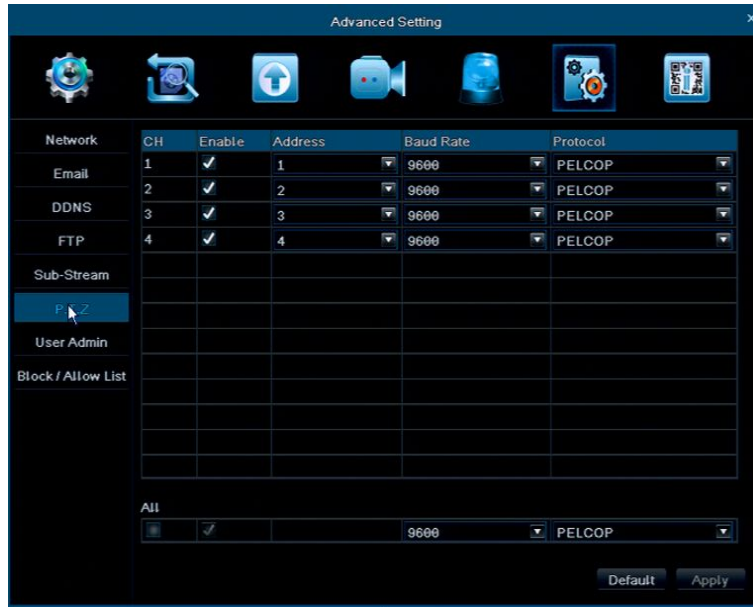 Advanced Setting
×
Network
Email
DDNS
FTP
Sub-Stream
P.T.Z
User Admin
Block / Allow List
CH Enable Address Baud Rate Protocol
1 1 9600 PELCOP
2 2 9600 PELCOP
3 3 9600 PELCOP
4 4 9600 PELCOP
All
9600 PELCOP
Default Apply